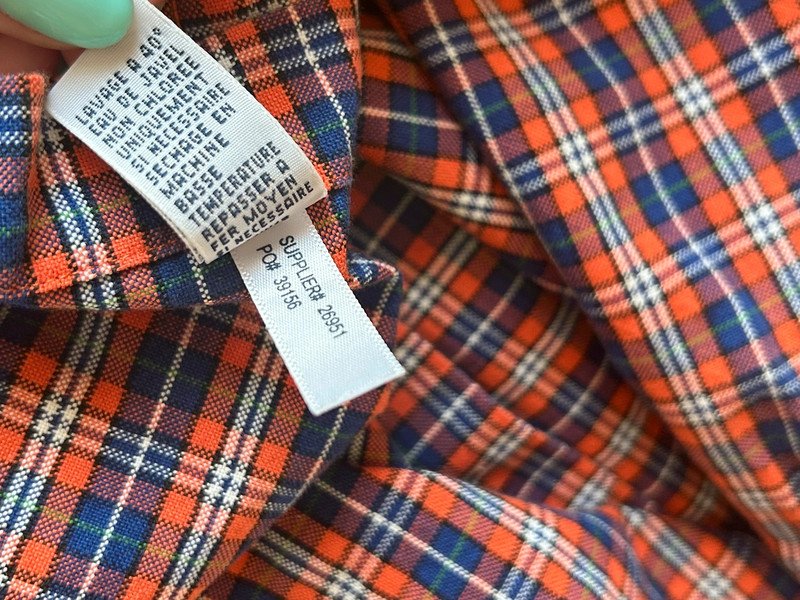 LAVAGE A 40°
EAU DE JAVEL
NON CHLOREE
UNIQUEMENT
SI NECESSAIRE
SECHAGE EN
MACHINE
BASSE
TEMPERATURE
REPASSER A
FER MOYEN
SI NECESSAIRE
SUPPLIER# 26951
PO# 39156